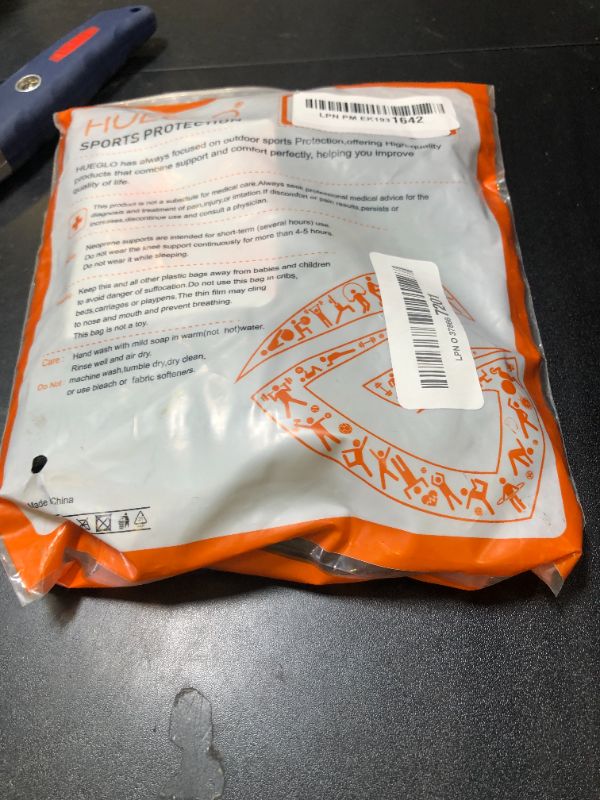 HUEGLO
LPN PM EK193 1642
SPORTS PROTECTION
HUEGLO has always focused on outdoor sports Protection,offering High-quality
products that combine support and comfort perfectly, helping you improve
quality of life.
This product is not a substitute for medical care.Always seek professional medical advice for the
diagnosis and treatment of pain,injury,or irritation.If discomfort or pain results,persists or
increases,discontinue use and consult a physician.
Neoprene supports are intended for short-term (several hours) use.
Do not wear the knee support continuously for more than 4-5 hours.
Do not wear it while sleeping.
Keep this and all other plastic bags away from babies and children
to avoid danger of suffocation.Do not use this bag in cribs,
beds,carriages or playpens.The thin film may cling
to nose and mouth and prevent breathing.
This bag is not a toy.
Care : Hand wash with mild soap in warm(not hot)water.
Rinse well and air dry.
Do Not : machine wash,tumble dry,dry clean,
or use bleach or fabric softeners.
LPN O 37866 7201
Made China